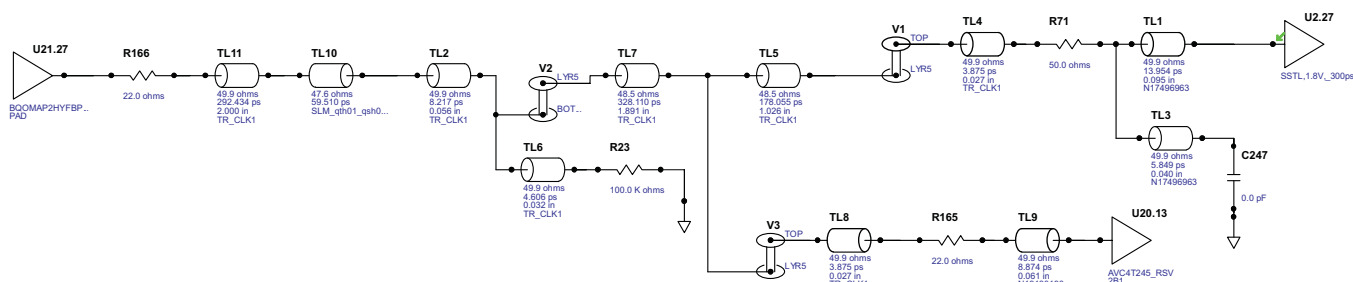 U21.27
BQOMAP2HYFBP...
PAD
R166
22.0 ohms
TL11
49.9 ohms
292.434 ps
2.000 in
TR_CLK1
TL10
47.6 ohms
59.510 ps
SLM_qth01_qsh0...
TL2
49.9 ohms
8.217 ps
0.056 in
TR_CLK1
V2
LYR5
BOT...
TL7
48.5 ohms
328.110 ps
1.891 in
TR_CLK1
TL5
48.5 ohms
178.055 ps
1.026 in
TR_CLK1
V1
TOP
LYR5
TL4
49.9 ohms
3.875 ps
0.027 in
TR_CLK1
R71
50.0 ohms
TL1
49.9 ohms
13.954 ps
0.095 in
N17496963
U2.27
SSTL,1.8V,_300ps
TL3
49.9 ohms
5.849 ps
0.040 in
N17496963
C247
0.0 pF
TL6
49.9 ohms
4.606 ps
0.032 in
TR_CLK1
R23
100.0 K ohms
V3
TOP
LYR5
TL8
49.9 ohms
3.875 ps
0.027 in
R165
22.0 ohms
TL9
49.9 ohms
8.874 ps
0.061 in
U20.13
AVC4T245_RSV